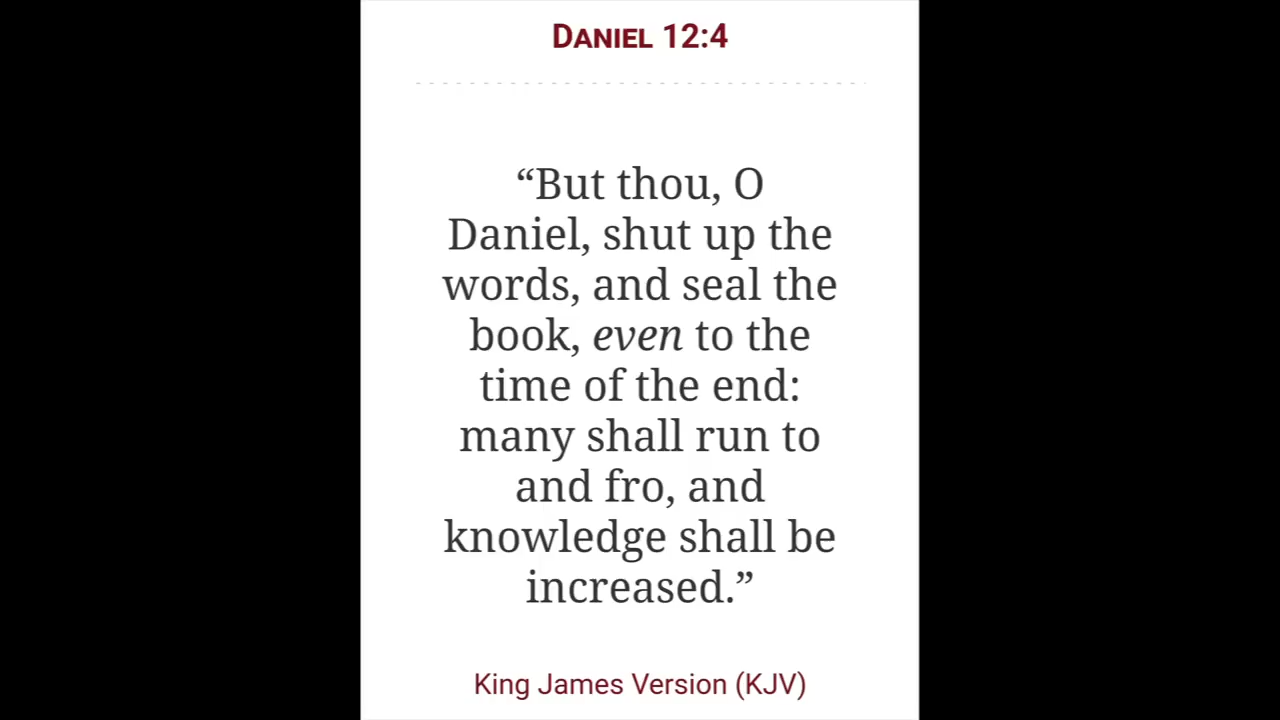 Daniel 12:4
“But thou, O
Daniel, shut up the
words, and seal the
book, even to the
time of the end:
many shall run to
and fro, and
knowledge shall be
increased.”
King James Version (KJV)